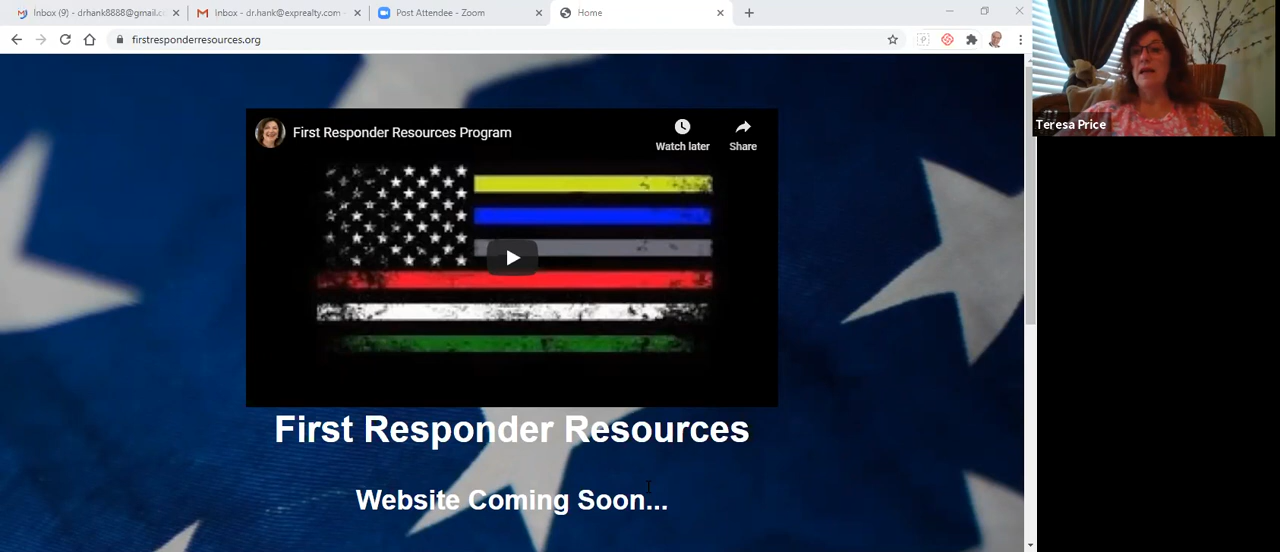 Inbox (9) - drhank8888@gmail.c
Inbox - dr.hank@exprealty.com -
Post Attendee - Zoom
Home
firstresponderresources.org
First Responder Resources Program
Watch later
Share
Teresa Price
First Responder Resources
Website Coming Soon...